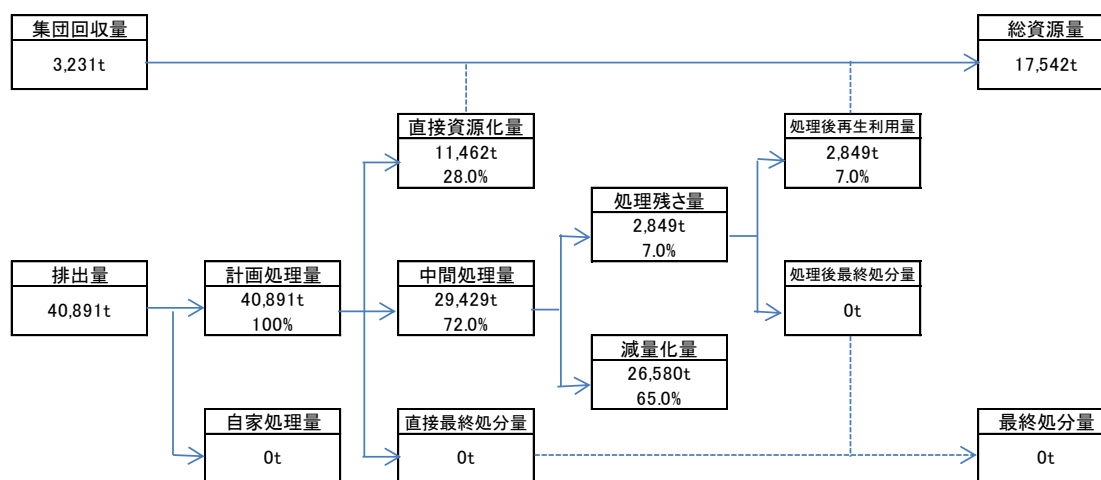 集団回収量
3,231t
総資源量
17,542t
直接資源化量
11,462t
28.0%
処理後再生利用量
2,849t
7.0%
処理残さ量
2,849t
7.0%
排出量
40,891t
計画処理量
40,891t
100%
中間処理量
29,429t
72.0%
処理後最終処分量
0t
減量化量
26,580t
65.0%
自家処理量
0t
直接最終処分量
0t
最終処分量
0t